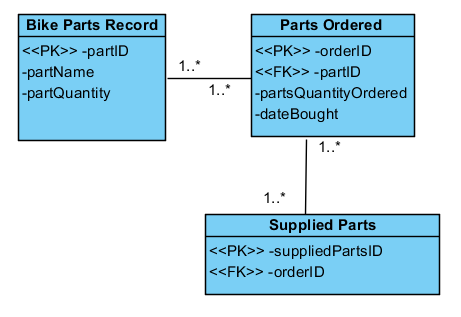 Bike Parts Record
<<PK>> -partID
-partName
-partQuantity
1..*
1..*
Parts Ordered
<<PK>> -orderID
<<FK>> -partID
-partsQuantityOrdered
-dateBought
1..*
1..*
Supplied Parts
<<PK>> -suppliedPartsID
<<FK>> -orderID